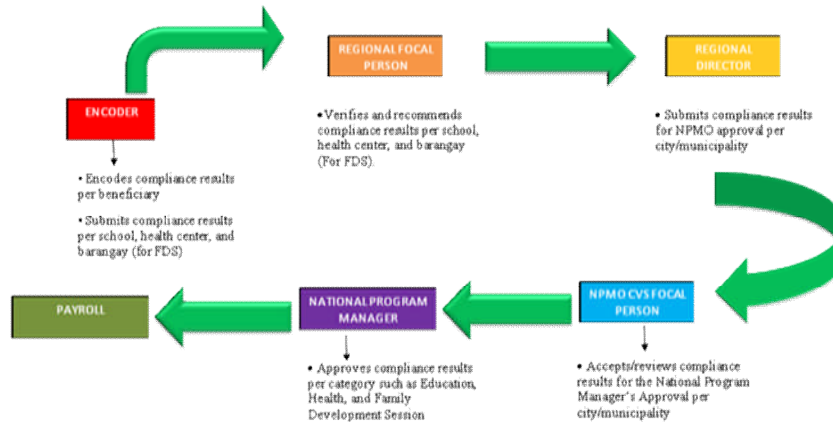 REGIONAL FOCAL
PERSON
REGIONAL
DIRECTOR
ENCODER
• Verifies and recommends
compliance results per school,
health center, and barangay
(For FDS).
• Submits compliance results
for NPMO approval per
city/municipality
• Encodes compliance results
per beneficiary
• Submits compliance results
per school, health center, and
barangay (for FDS)
PAYROLL
NATIONAL PROGRAM
MANAGER
NPMO CVS FOCAL
PERSON
• Approves compliance results
per category such as Education,
Health, and Family
Development Session
• Accepts/reviews compliance
results for the National Program
Manager's Approval per
city/municipality